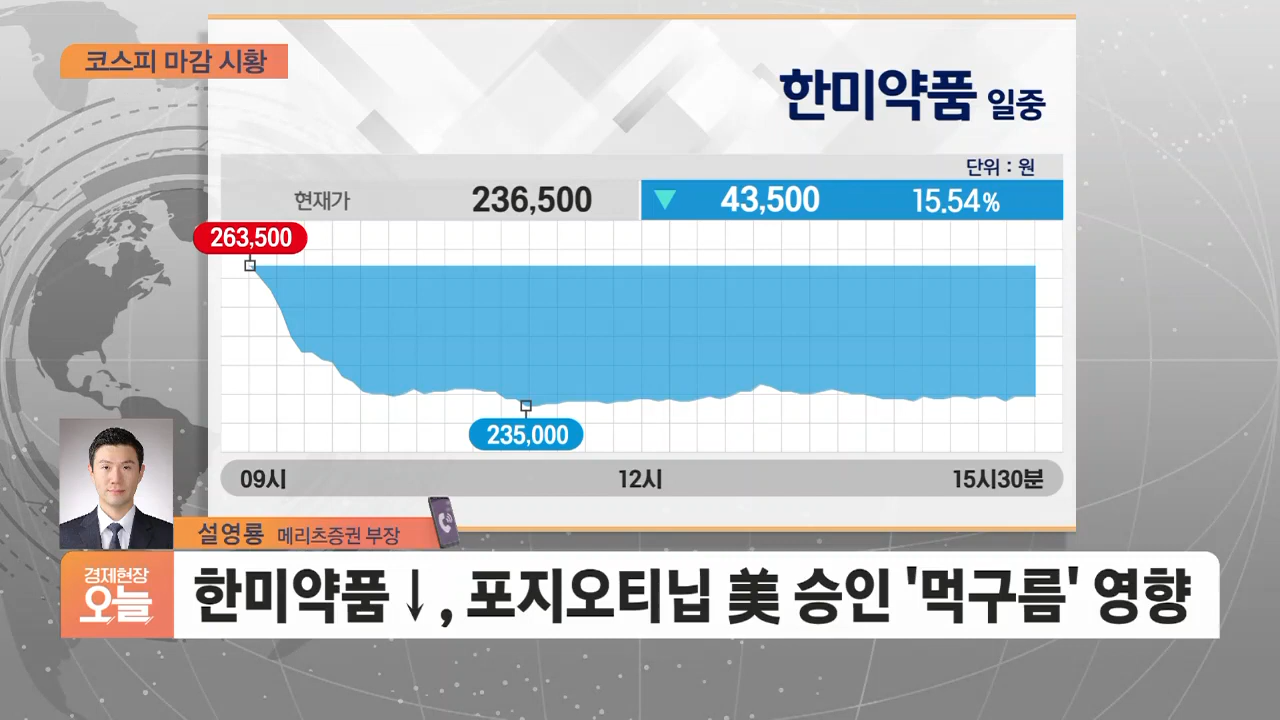 코스피 마감 시황
한미약품 일중
단위 : 원
현재가 236,500 ▼ 43,500 15.54%
263,500
235,000
09시 12시 15시30분
설영룡 메리츠증권 부장
경제현장
오늘
한미약품↓, 포지오티닙 美 승인 '먹구름' 영향